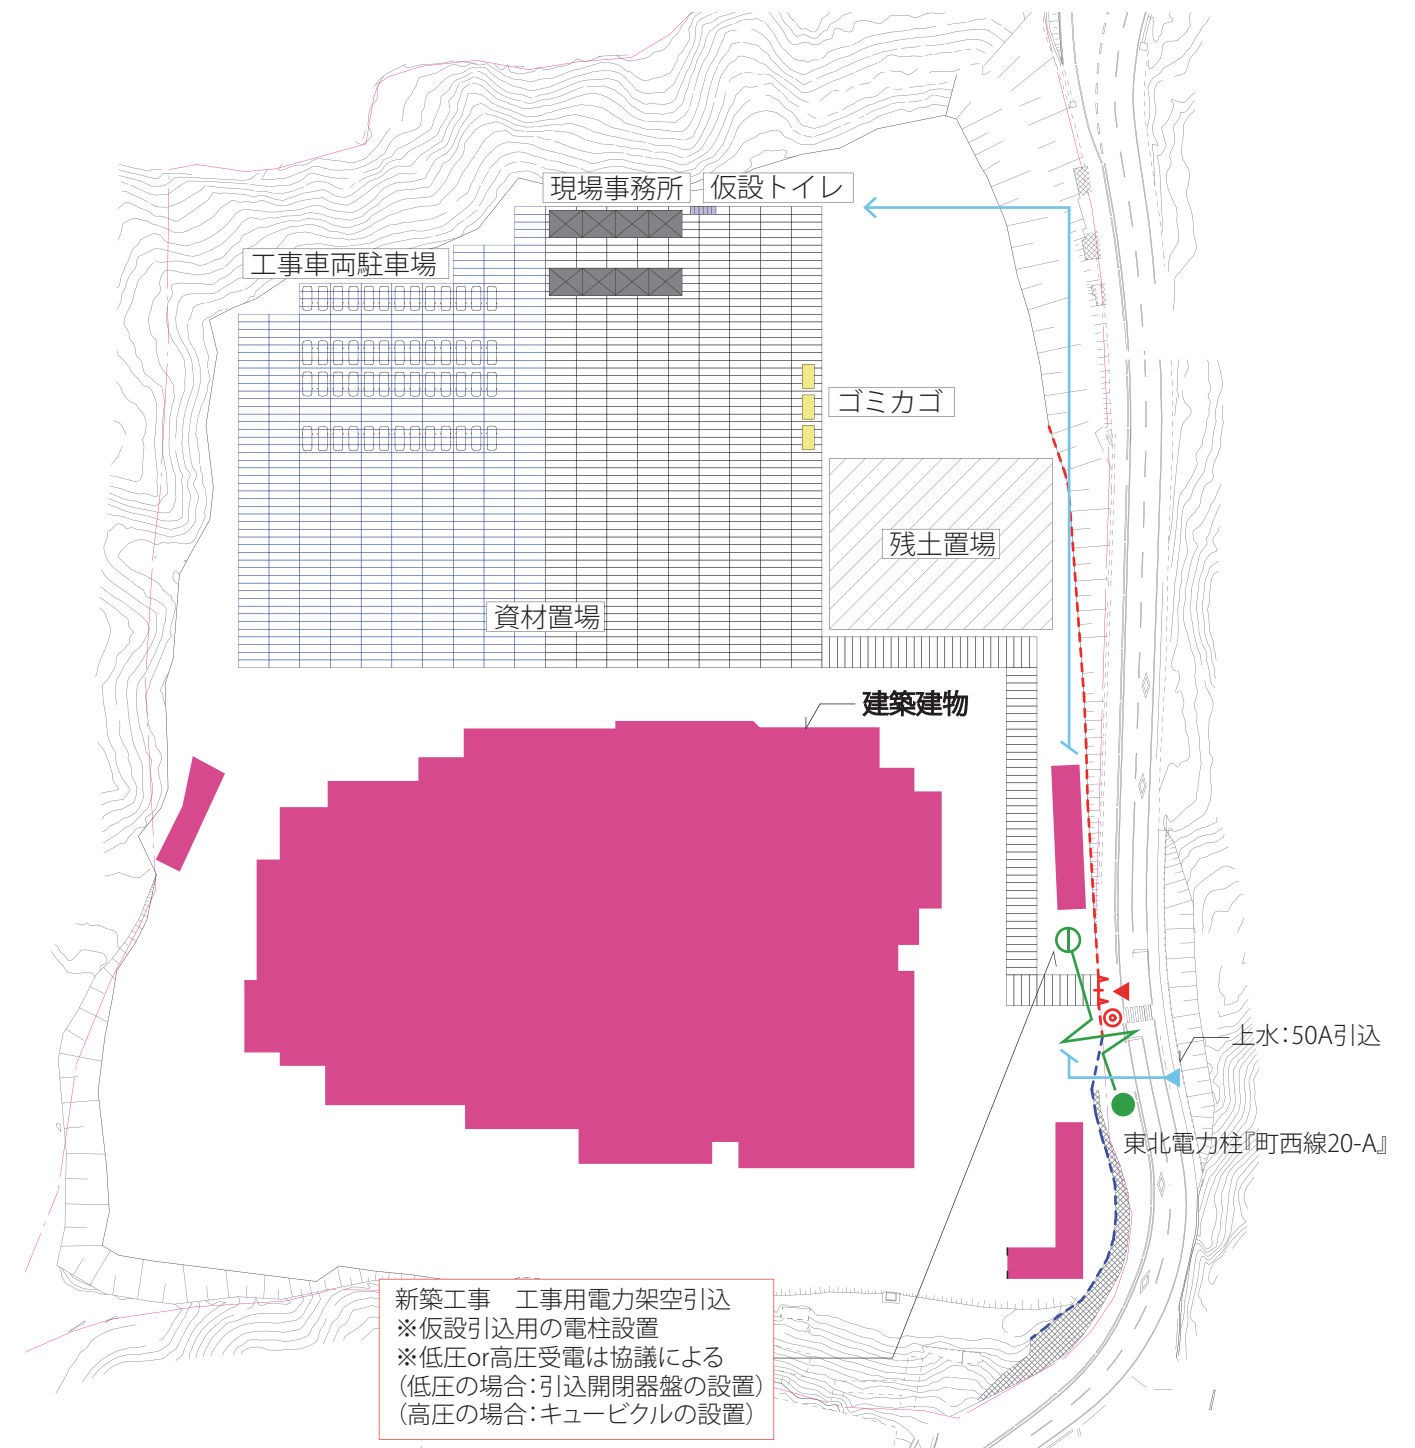 現場事務所
仮設トイレ
工事車両駐車場
ゴミカゴ
残土置場
資材置場
建築建物
上水：50A引込
東北電力柱『町西線20-A』
新築工事　工事用電力架空引込
※仮設引込用の電柱設置
※低圧or高圧受電は協議による
（低圧の場合：引込開閉器盤の設置）
（高圧の場合：キュービクルの設置）